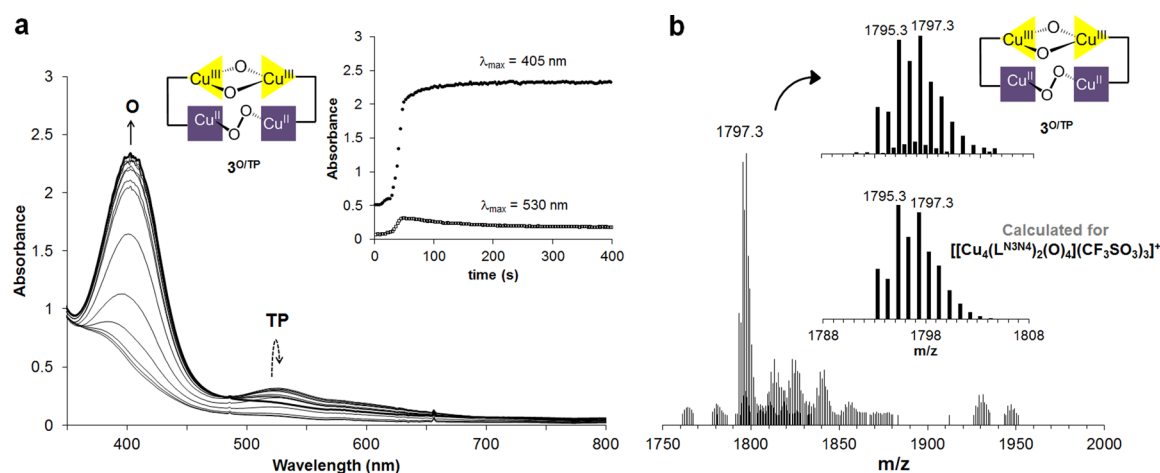 a
3
2.5
2
1.5
1
0.5
0
Absorbance
400
500
600
700
800
Wavelength (nm)
O
TP
Cu^III
O
Cu^III
O
Cu^II
O
O
Cu^II
3^O/TP
3
2.5
2
1.5
1
0.5
0
Absorbance
λmax = 405 nm
λmax = 530 nm
0
100
200
300
400
time (s)
b
1797.3
1750
1800
1850
1900
1950
2000
m/z
1795.3
1797.3
Cu^III
O
Cu^III
O
Cu^II
O
O
Cu^II
3^O/TP
1795.3
1797.3
Calculated for
[[Cu4(L^N3N4)2(O)4](CF3SO3)3]^+
1788
1798
1808
m/z